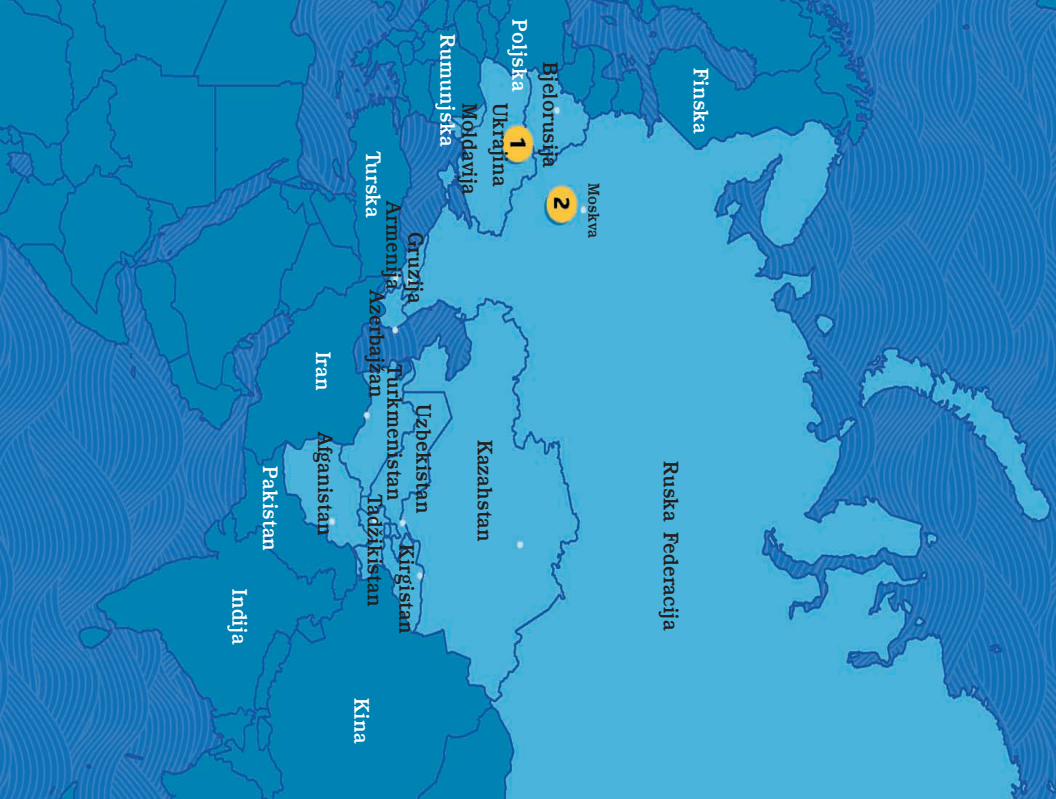 Finska
Poljska
Bjelorusija
Rumunjska
Ukrajina
1
Moldavija
2
Moskva
Turska
Armenija
Gruzija
Azerbajžan
Iran
Turkmenistan
Uzbekistan
Kazahstan
Ruska Federacija
Afganistan
Pakistan
Tadžikistan
Kirgistan
Indija
Kina